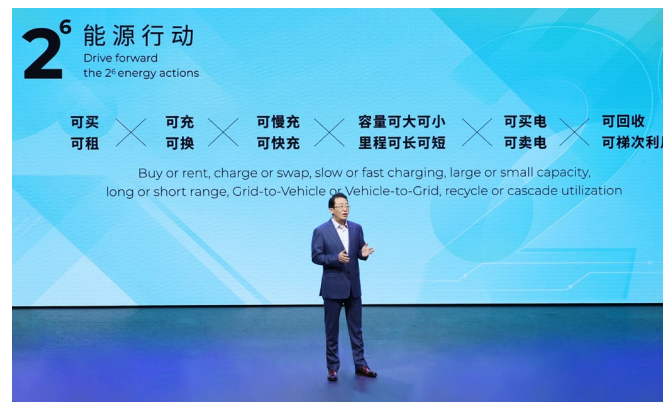 2⁶ 能源行动
Drive forward
the 2⁶ energy actions
可买 可充 可慢充 容量可大可小 可买电 可回收
可租 可换 可快充 里程可长可短 可卖电 可梯次利用
Buy or rent, charge or swap, slow or fast charging, large or small capacity,
long or short range, Grid-to-Vehicle or Vehicle-to-Grid, recycle or cascade utilization